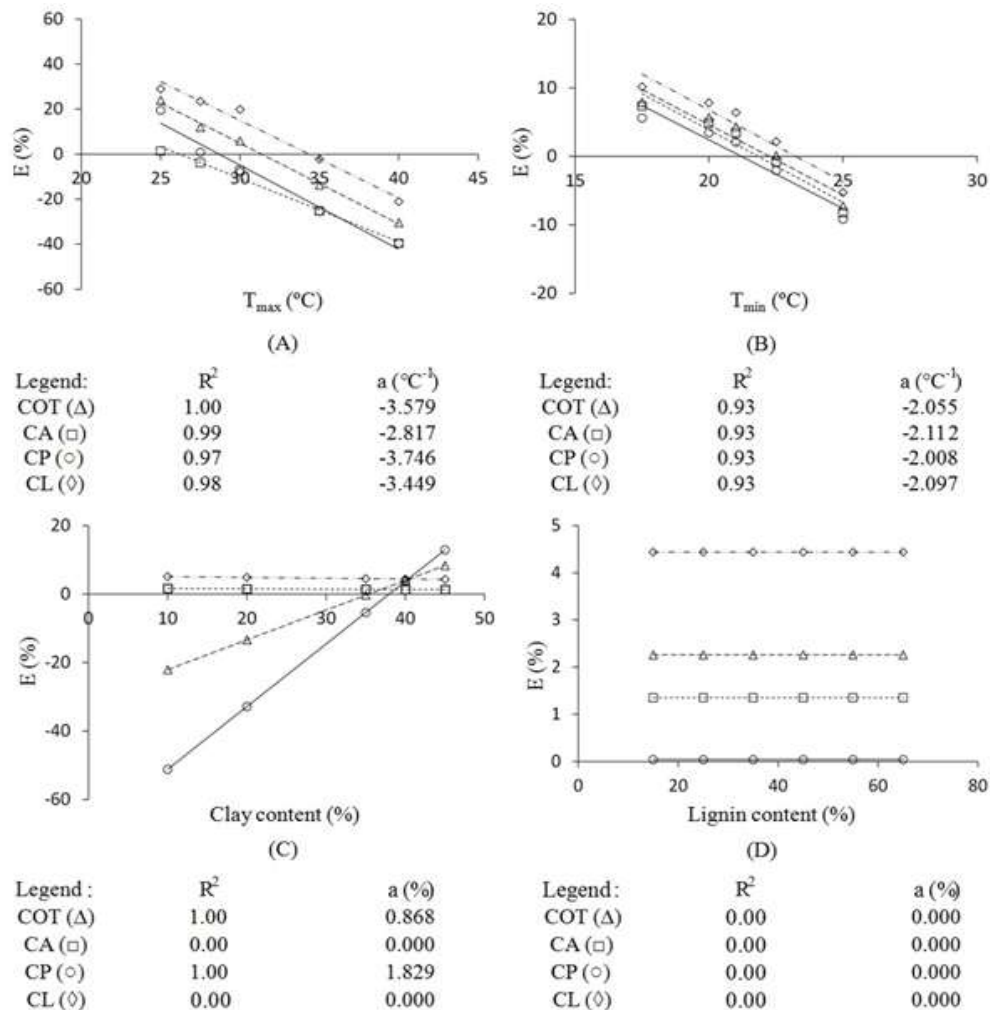 60
40
20
0
-20
-40
-60
20 25 30 35 40 45
E (%)
Tmax (ºC)
(A)
20
10
0
-10
-20
15 20 25 30
E (%)
Tmín (ºC)
(B)
Legend: R² a (°C⁻¹)
COT (Δ) 1.00 -3.579
CA (□) 0.99 -2.817
CP (○) 0.97 -3.746
CL (◊) 0.98 -3.449
Legend: R² a (°C⁻¹)
COT (Δ) 0.93 -2.055
CA (□) 0.93 -2.112
CP (○) 0.93 -2.008
CL (◊) 0.93 -2.097
20
0
-20
-40
-60
0 10 20 30 40 50
E (%)
Clay content (%)
(C)
5
4
3
2
1
0
0 20 40 60 80
E (%)
Lignin content (%)
(D)
Legend : R² a (%)
COT (Δ) 1.00 0.868
CA (□) 0.00 0.000
CP (○) 1.00 1.829
CL (◊) 0.00 0.000
Legend: R² a (%)
COT (Δ) 0.00 0.000
CA (□) 0.00 0.000
CP (○) 0.00 0.000
CL (◊) 0.00 0.000